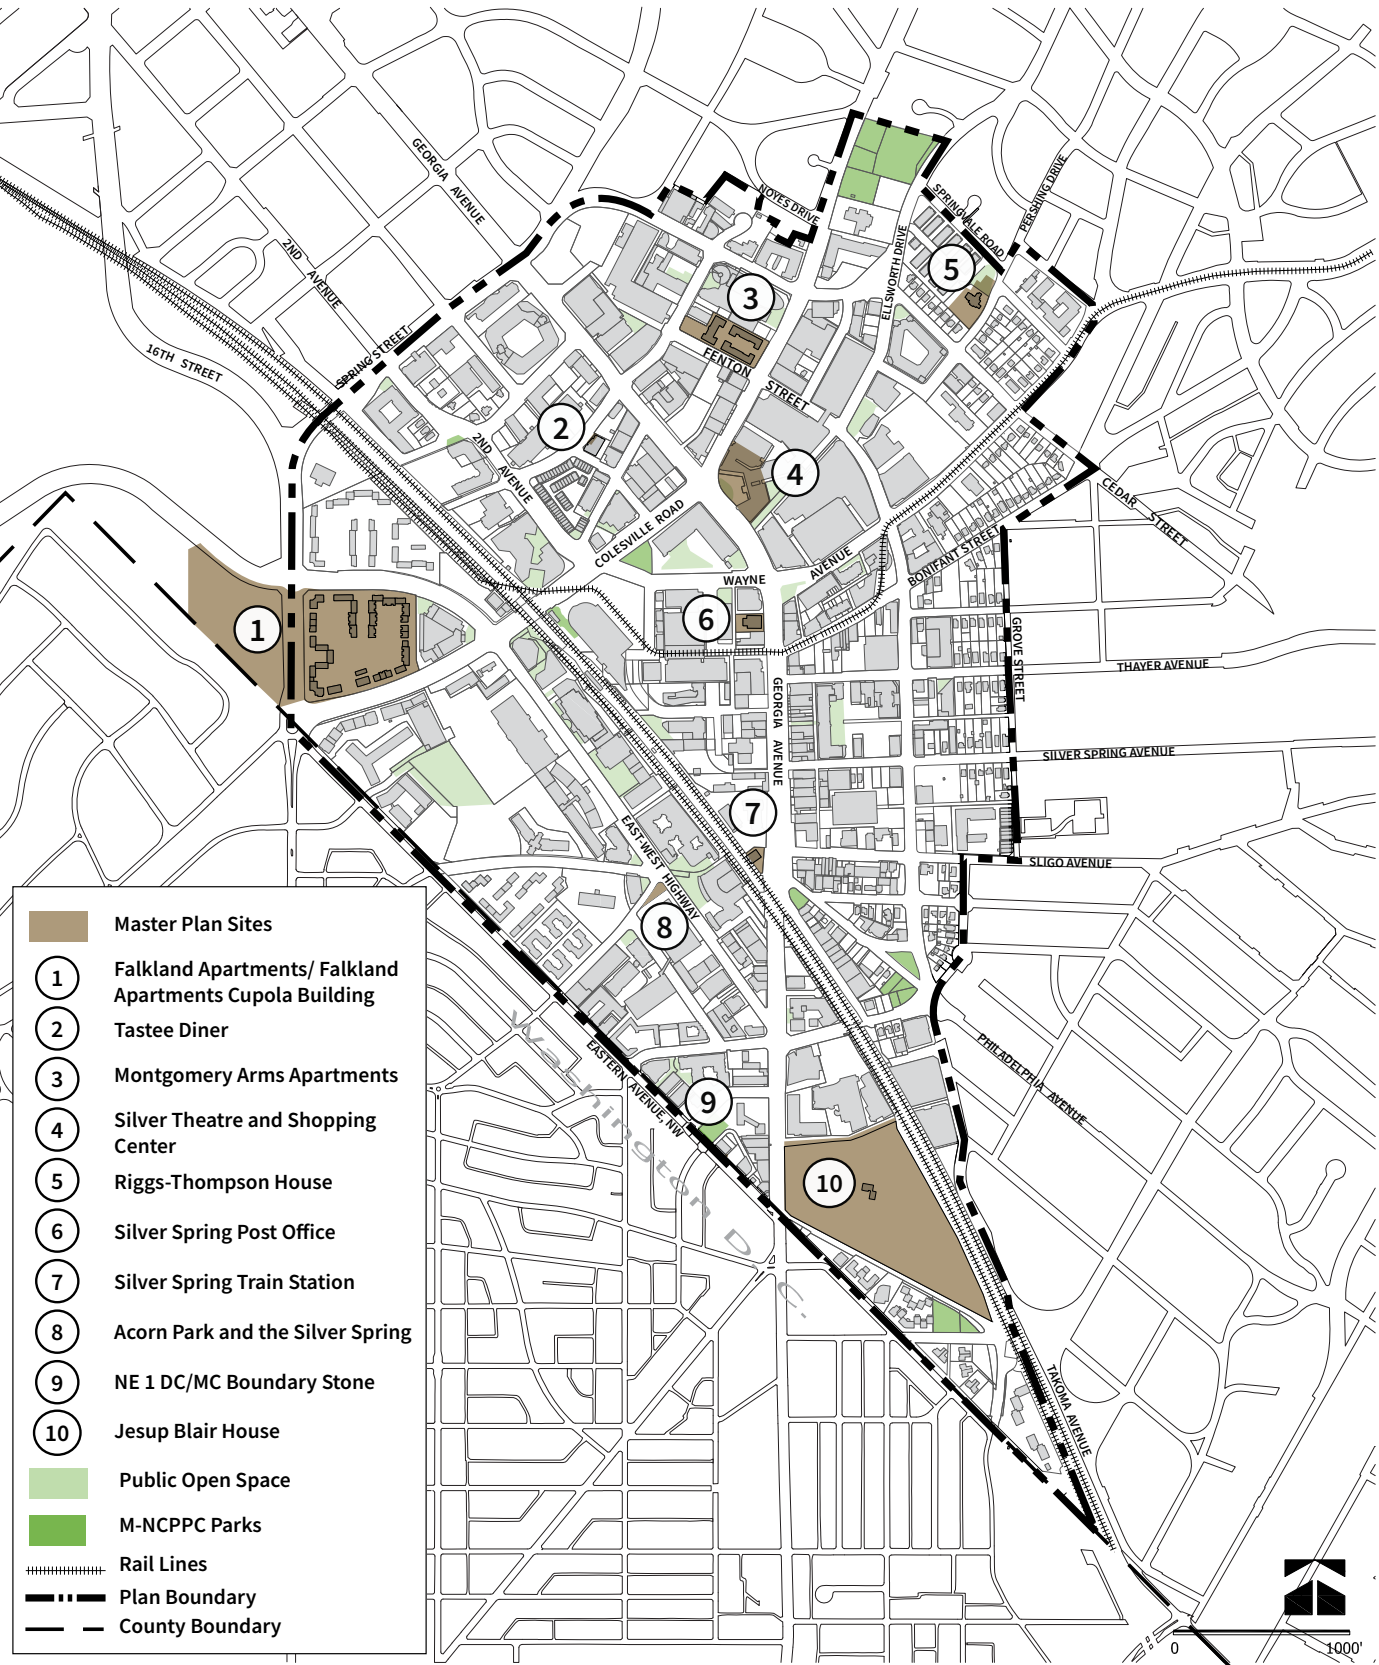 NOYES DRIVE
SPRINGVALE ROAD
PERSHING DRIVE
GEORGIA AVENUE
ELLSWORTH DRIVE
2ND AVENUE
5
3
SPRING STREET
16TH STREET
FENTON STREET
2
2ND AVENUE
4
COLESVILLE ROAD
CEDAR STREET
WAYNE AVENUE
BONIFANT STREET
1
6
GROVE STREET
THAYER AVENUE
GEORGIA AVENUE
SILVER SPRING AVENUE
7
EAST-WEST HIGHWAY
SLIGO AVENUE
8
Washington D.C.
EASTERN AVENUE, NW
PHILADELPHIA AVENUE
9
10
TAKOMA AVENUE
Master Plan Sites
1 Falkland Apartments/ Falkland
Apartments Cupola Building
2 Tastee Diner
3 Montgomery Arms Apartments
4 Silver Theatre and Shopping
Center
5 Riggs-Thompson House
6 Silver Spring Post Office
7 Silver Spring Train Station
8 Acorn Park and the Silver Spring
9 NE 1 DC/MC Boundary Stone
10 Jesup Blair House
Public Open Space
M-NCPPC Parks
Rail Lines
Plan Boundary
County Boundary
0 1000'